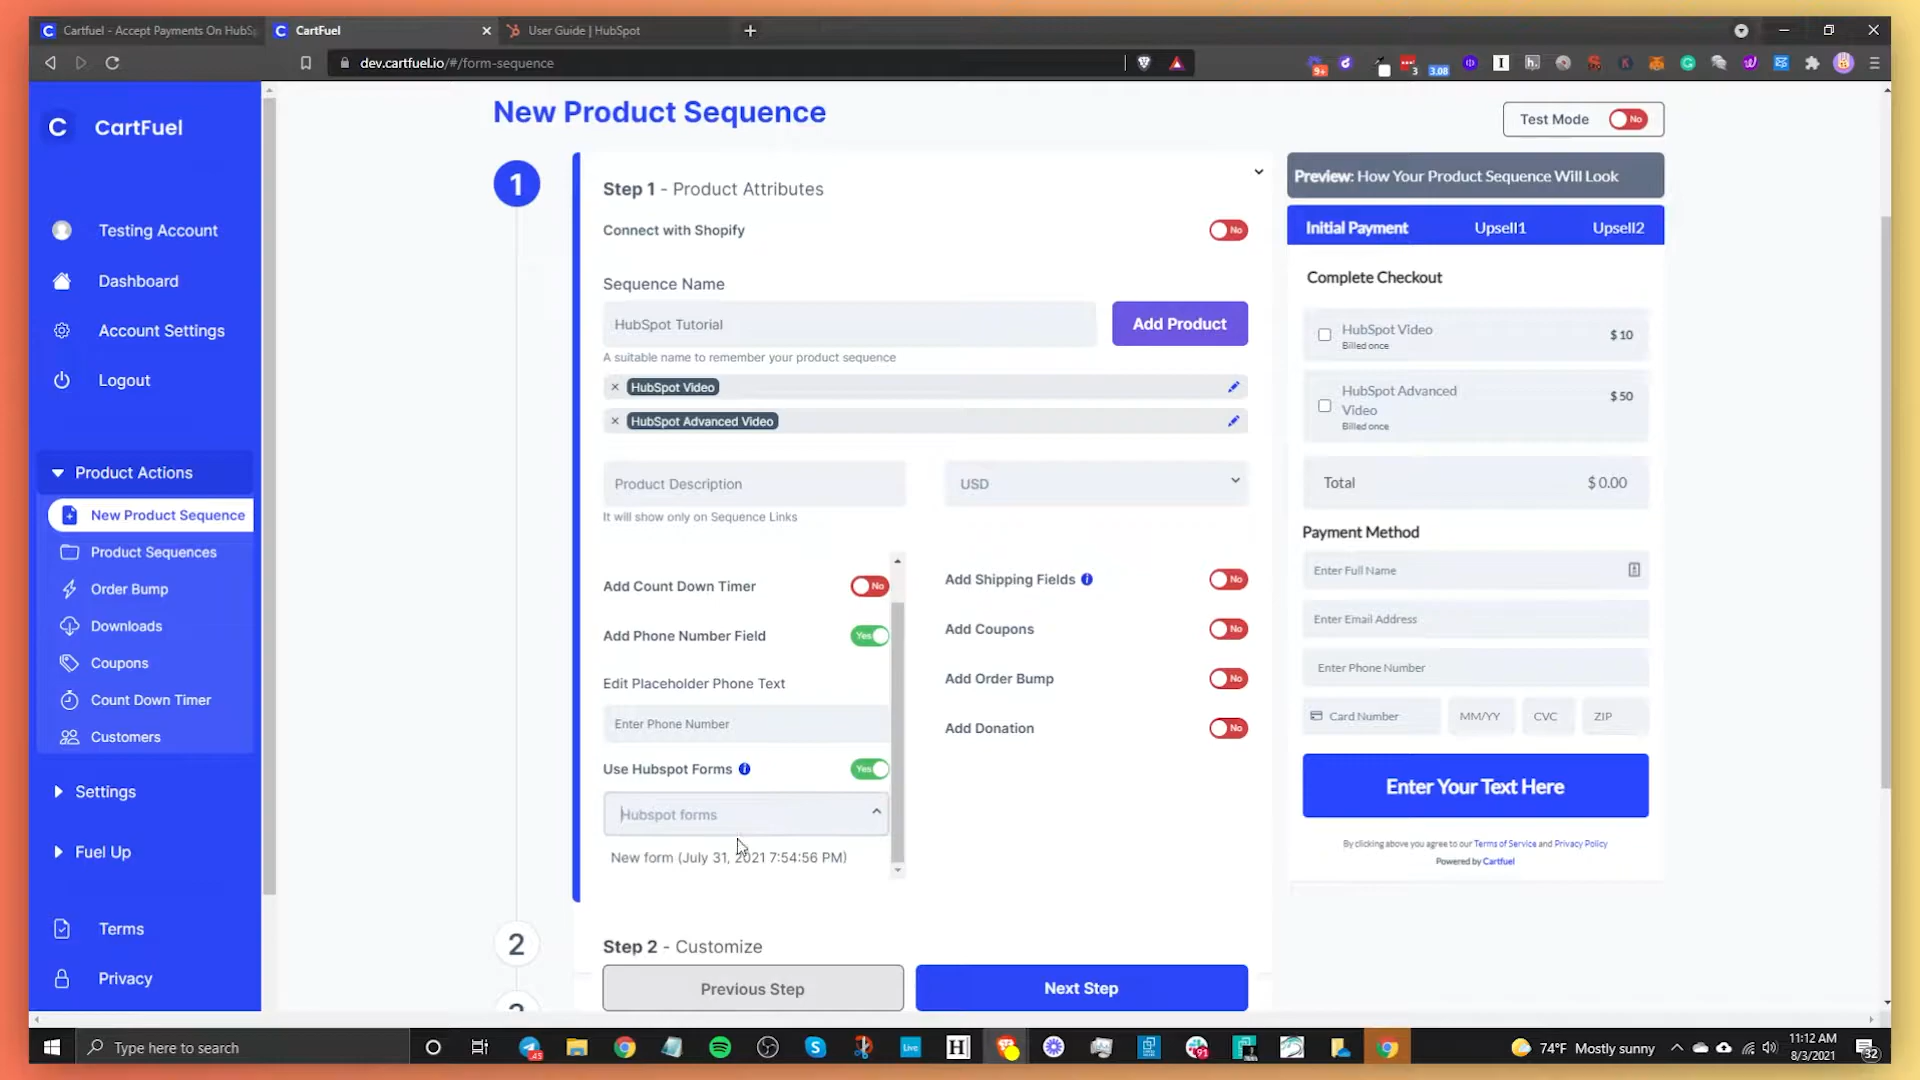 Cartfuel - Accept Payments On HubS
CartFuel
User Guide | HubSpot
dev.cartfuel.io/#/form-sequence
9+
3
3.08
CartFuel
Testing Account
Dashboard
Account Settings
Logout
Product Actions
New Product Sequence
Product Sequences
Order Bump
Downloads
Coupons
Count Down Timer
Customers
Settings
Fuel Up
Terms
Privacy
New Product Sequence
Test Mode
No
1
Step 1 - Product Attributes
Connect with Shopify
No
Sequence Name
HubSpot Tutorial
Add Product
A suitable name to remember your product sequence
× HubSpot Video
× HubSpot Advanced Video
Product Description
USD
It will show only on Sequence Links
Add Count Down Timer
No
Add Phone Number Field
Yes
Edit Placeholder Phone Text
Enter Phone Number
Use Hubspot Forms
Yes
Hubspot forms
New form (July 31, 2021 7:54:56 PM)
Add Shipping Fields
No
Add Coupons
No
Add Order Bump
No
Add Donation
No
2
Step 2 - Customize
Previous Step
Next Step
Preview: How Your Product Sequence Will Look
Initial Payment
Upsell1
Upsell2
Complete Checkout
HubSpot Video
Billed once
$ 10
HubSpot Advanced
Video
Billed once
$ 50
Total
$ 0.00
Payment Method
Enter Full Name
Enter Email Address
Enter Phone Number
Card Number
MM/YY
CVC
ZIP
Enter Your Text Here
By clicking above you agree to our Terms of Service and Privacy Policy
Powered by Cartfuel
Type here to search
45
Live
91
74°F Mostly sunny
11:12 AM
8/3/2021
32